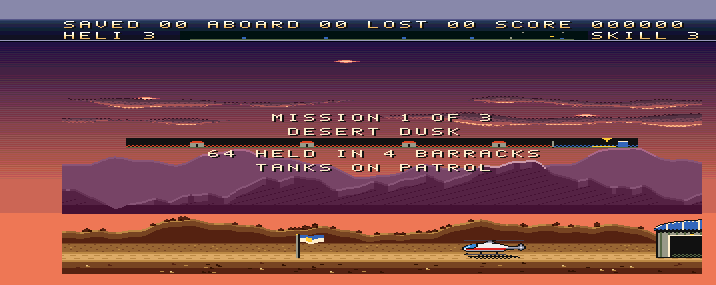 SAVED 00 ABOARD 00 LOST 00 SCORE 000000
HELI 3 SKILL 3
MISSION 1 OF 3
DESERT DUSK
64 HELD IN 4 BARRACKS
TANKS ON PATROL